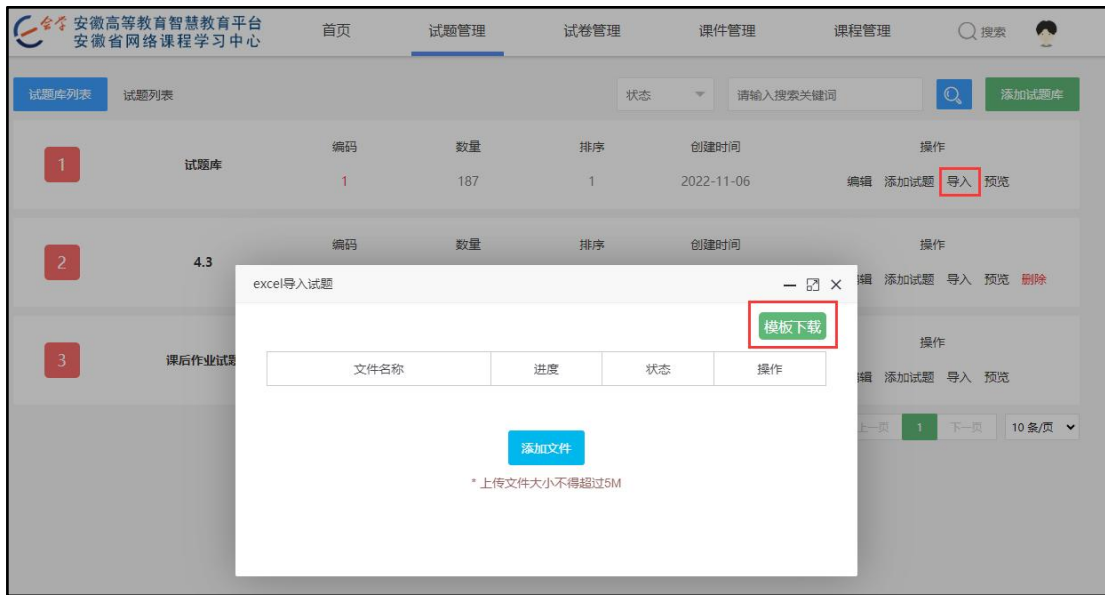 会学 安徽高等教育智慧教育平台
安徽省网络课程学习中心
首页 试题管理 试卷管理 课件管理 课程管理 搜索
试题库列表 试题列表 状态 请输入搜索关键词 添加试题库
编码 数量 排序 创建时间 操作
1 试题库
1 187 1 2022-11-06 编辑 添加试题 导入 预览
编码 数量 排序 创建时间 操作
2 4.3
辑 添加试题 导入 预览 删除
excel导入试题
模板下载
操作
3 课后作业试题
文件名称 进度 状态 操作
辑 添加试题 导入 预览
上一页 1 下一页 10 条/页
添加文件
* 上传文件大小不得超过5M